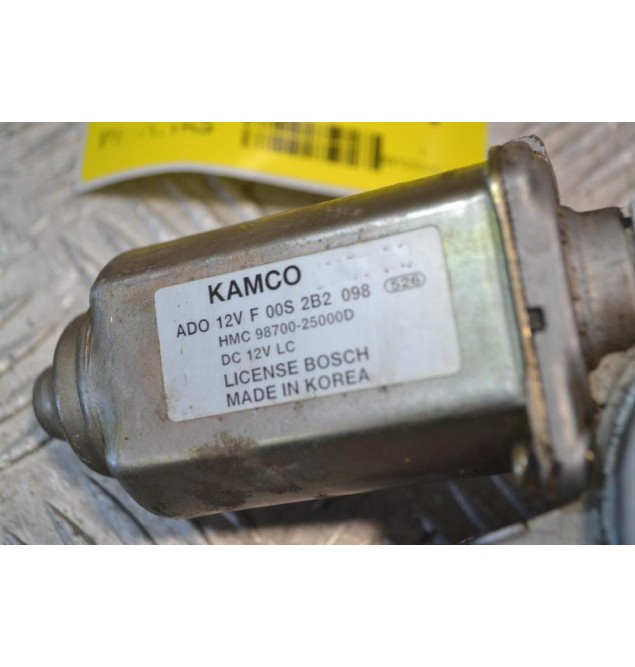 KAMCO
ADO 12V F 00S 2B2 098 526
HMC 98700-25000D
DC 12V LC
LICENSE BOSCH
MADE IN KOREA